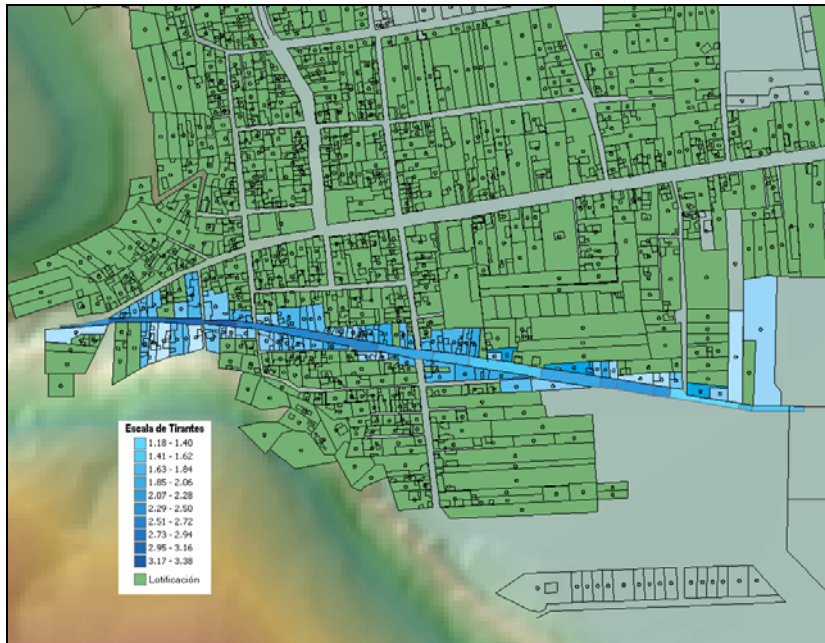 Escala de Tirantes
1.18 - 1.40
1.41 - 1.62
1.63 - 1.84
1.85 - 2.06
2.07 - 2.28
2.29 - 2.50
2.51 - 2.72
2.73 - 2.94
2.95 - 3.16
3.17 - 3.38
Lotificación